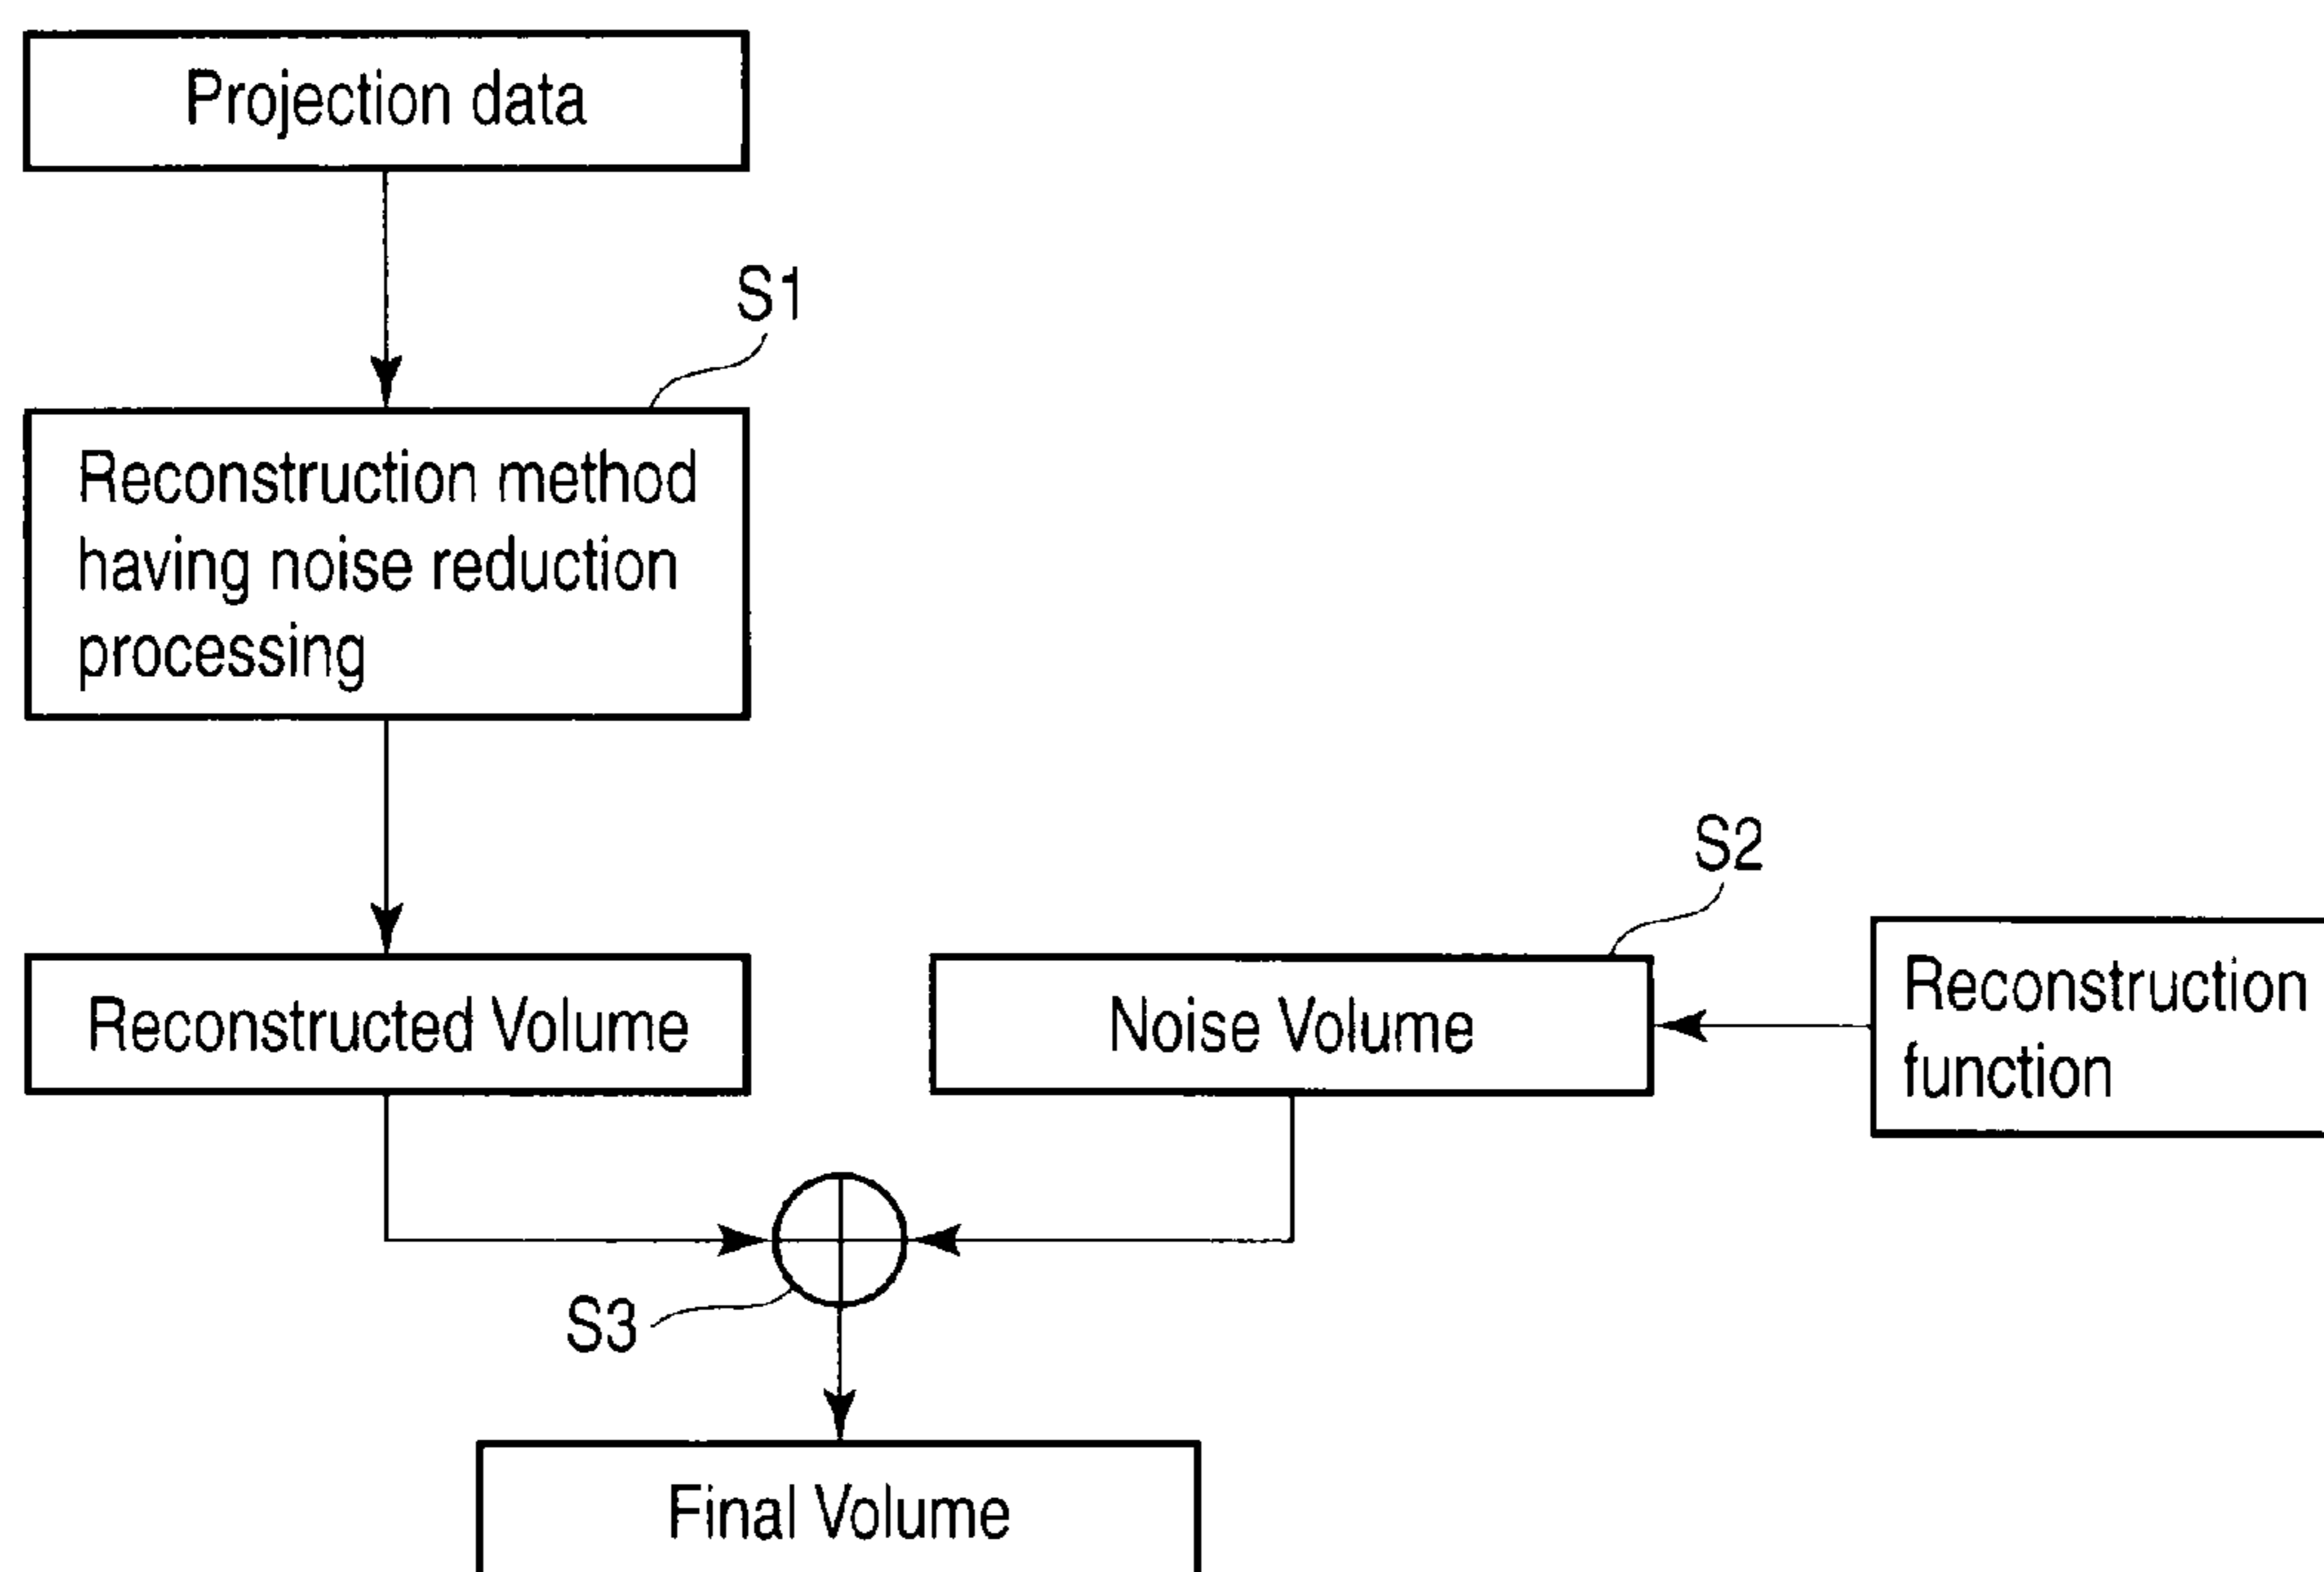 Projection data
S1
Reconstruction method
having noise reduction
processing
S2
Reconstructed Volume
Noise Volume
Reconstruction
function
S3
Final Volume